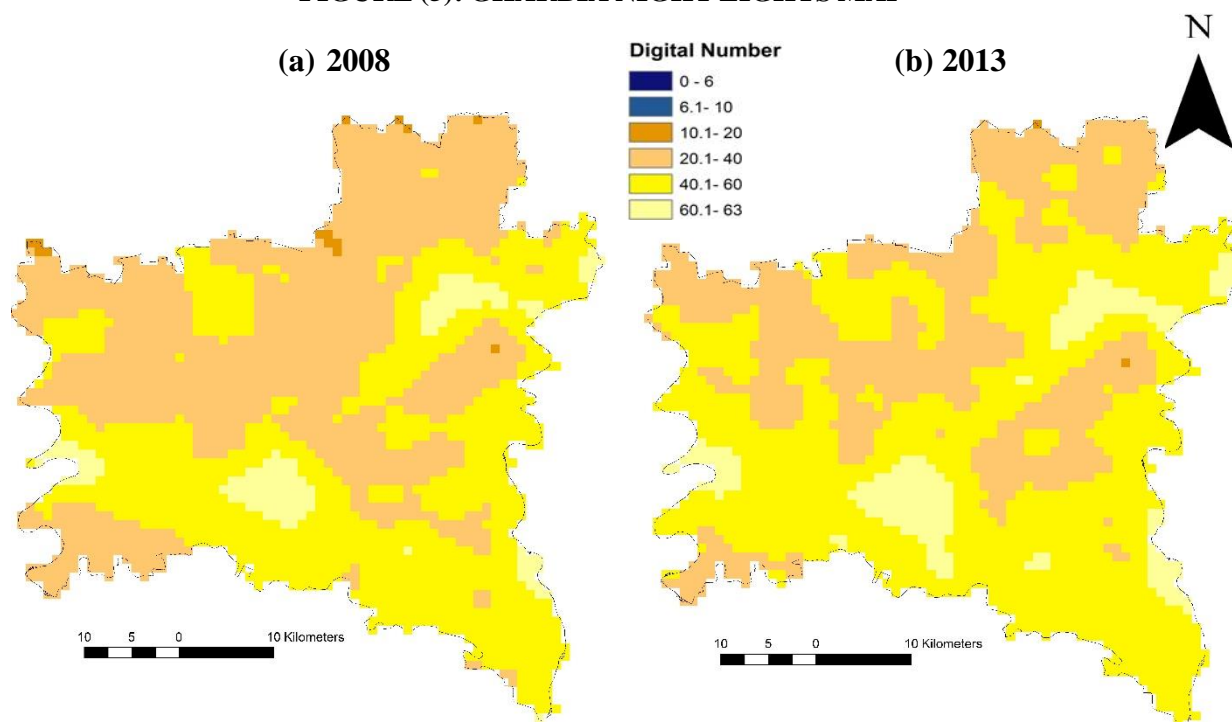 (a) 2008
Digital Number
0 - 6
6.1- 10
10.1- 20
20.1- 40
40.1- 60
60.1- 63
(b) 2013
N
10 5 0 10 Kilometers
10 5 0 10 Kilometers